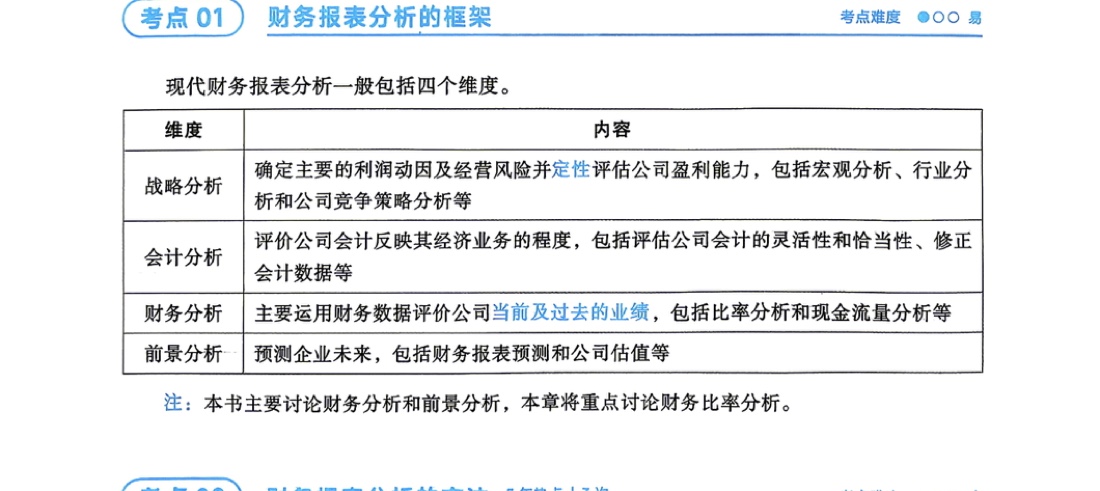 考点 01 财务报表分析的框架 考点难度 ●○○ 易
现代财务报表分析一般包括四个维度。
维度 内容
战略分析 确定主要的利润动因及经营风险并定性评估公司盈利能力，包括宏观分析、行业分
析和公司竞争策略分析等
会计分析 评价公司会计反映其经济业务的程度，包括评估公司会计的灵活性和恰当性、修正
会计数据等
财务分析 主要运用财务数据评价公司当前及过去的业绩，包括比率分析和现金流量分析等
前景分析 预测企业未来，包括财务报表预测和公司估值等
注：本书主要讨论财务分析和前景分析，本章将重点讨论财务比率分析。